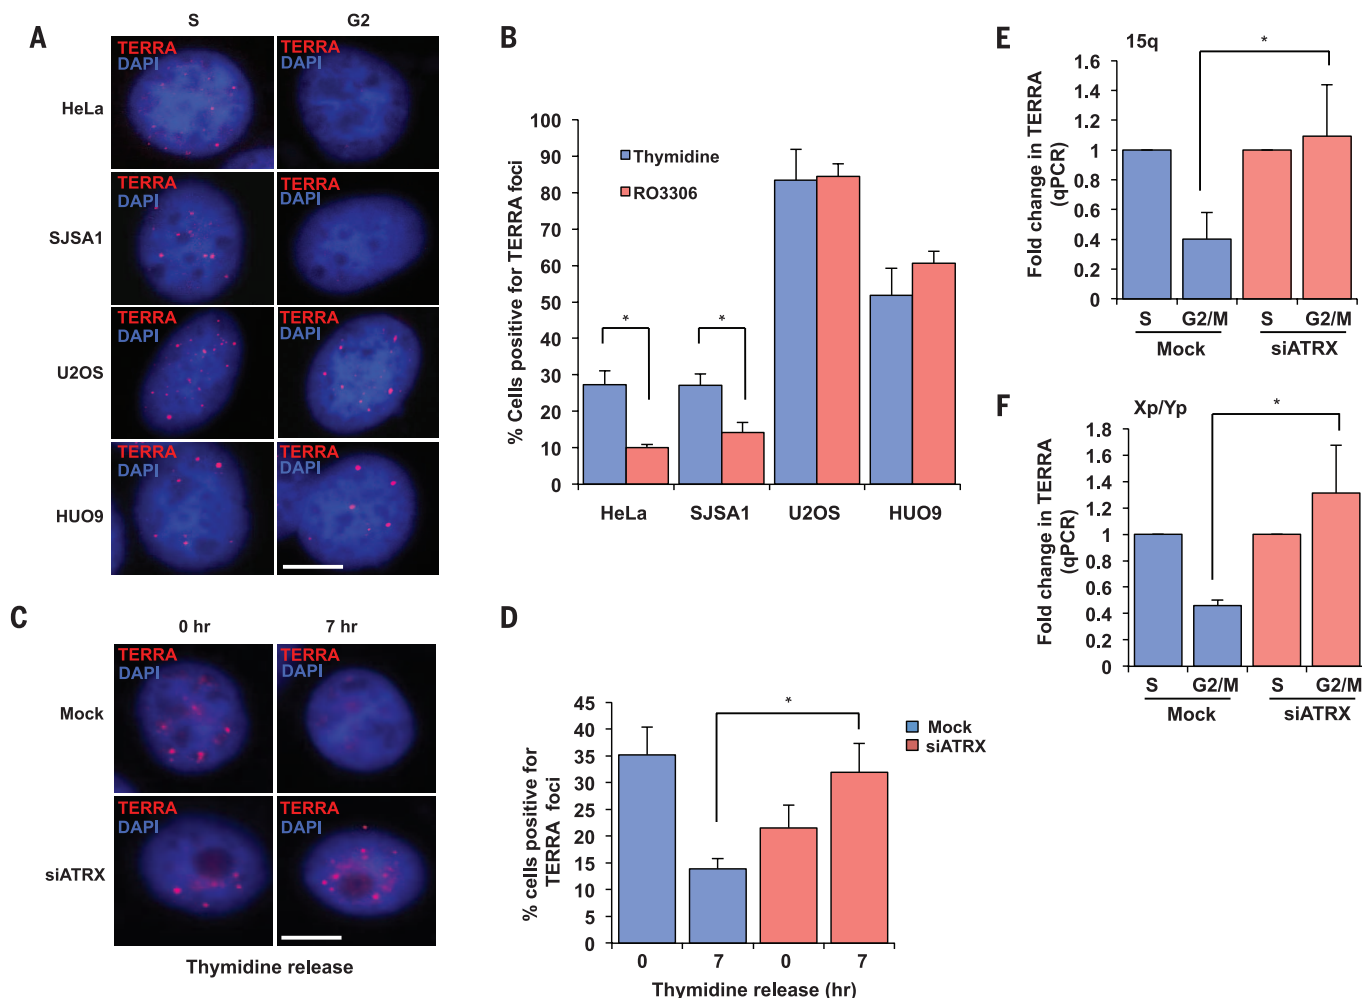 A
S
G2
HeLa
TERRA
DAPI
TERRA
DAPI
SJSA1
TERRA
DAPI
TERRA
DAPI
U2OS
TERRA
DAPI
TERRA
DAPI
HUO9
TERRA
DAPI
TERRA
DAPI
B
% Cells positive for TERRA foci
100
90
80
70
60
50
40
30
20
10
0
Thymidine
RO3306
*
*
HeLa
SJSA1
U2OS
HUO9
C
0 hr
7 hr
Mock
TERRA
DAPI
TERRA
DAPI
siATRX
TERRA
DAPI
TERRA
DAPI
Thymidine release
D
% cells positive for
TERRA foci
45
40
35
30
25
20
15
10
5
0
*
Mock
siATRX
0
7
0
7
Thymidine release (hr)
E
15q
*
Fold change in TERRA
(qPCR)
1.6
1.4
1.2
1
0.8
0.6
0.4
0.2
0
S
G2/M
S
G2/M
Mock
siATRX
F
Xp/Yp
*
Fold change in TERRA
(qPCR)
1.8
1.6
1.4
1.2
1
0.8
0.6
0.4
0.2
0
S
G2/M
S
G2/M
Mock
siATRX